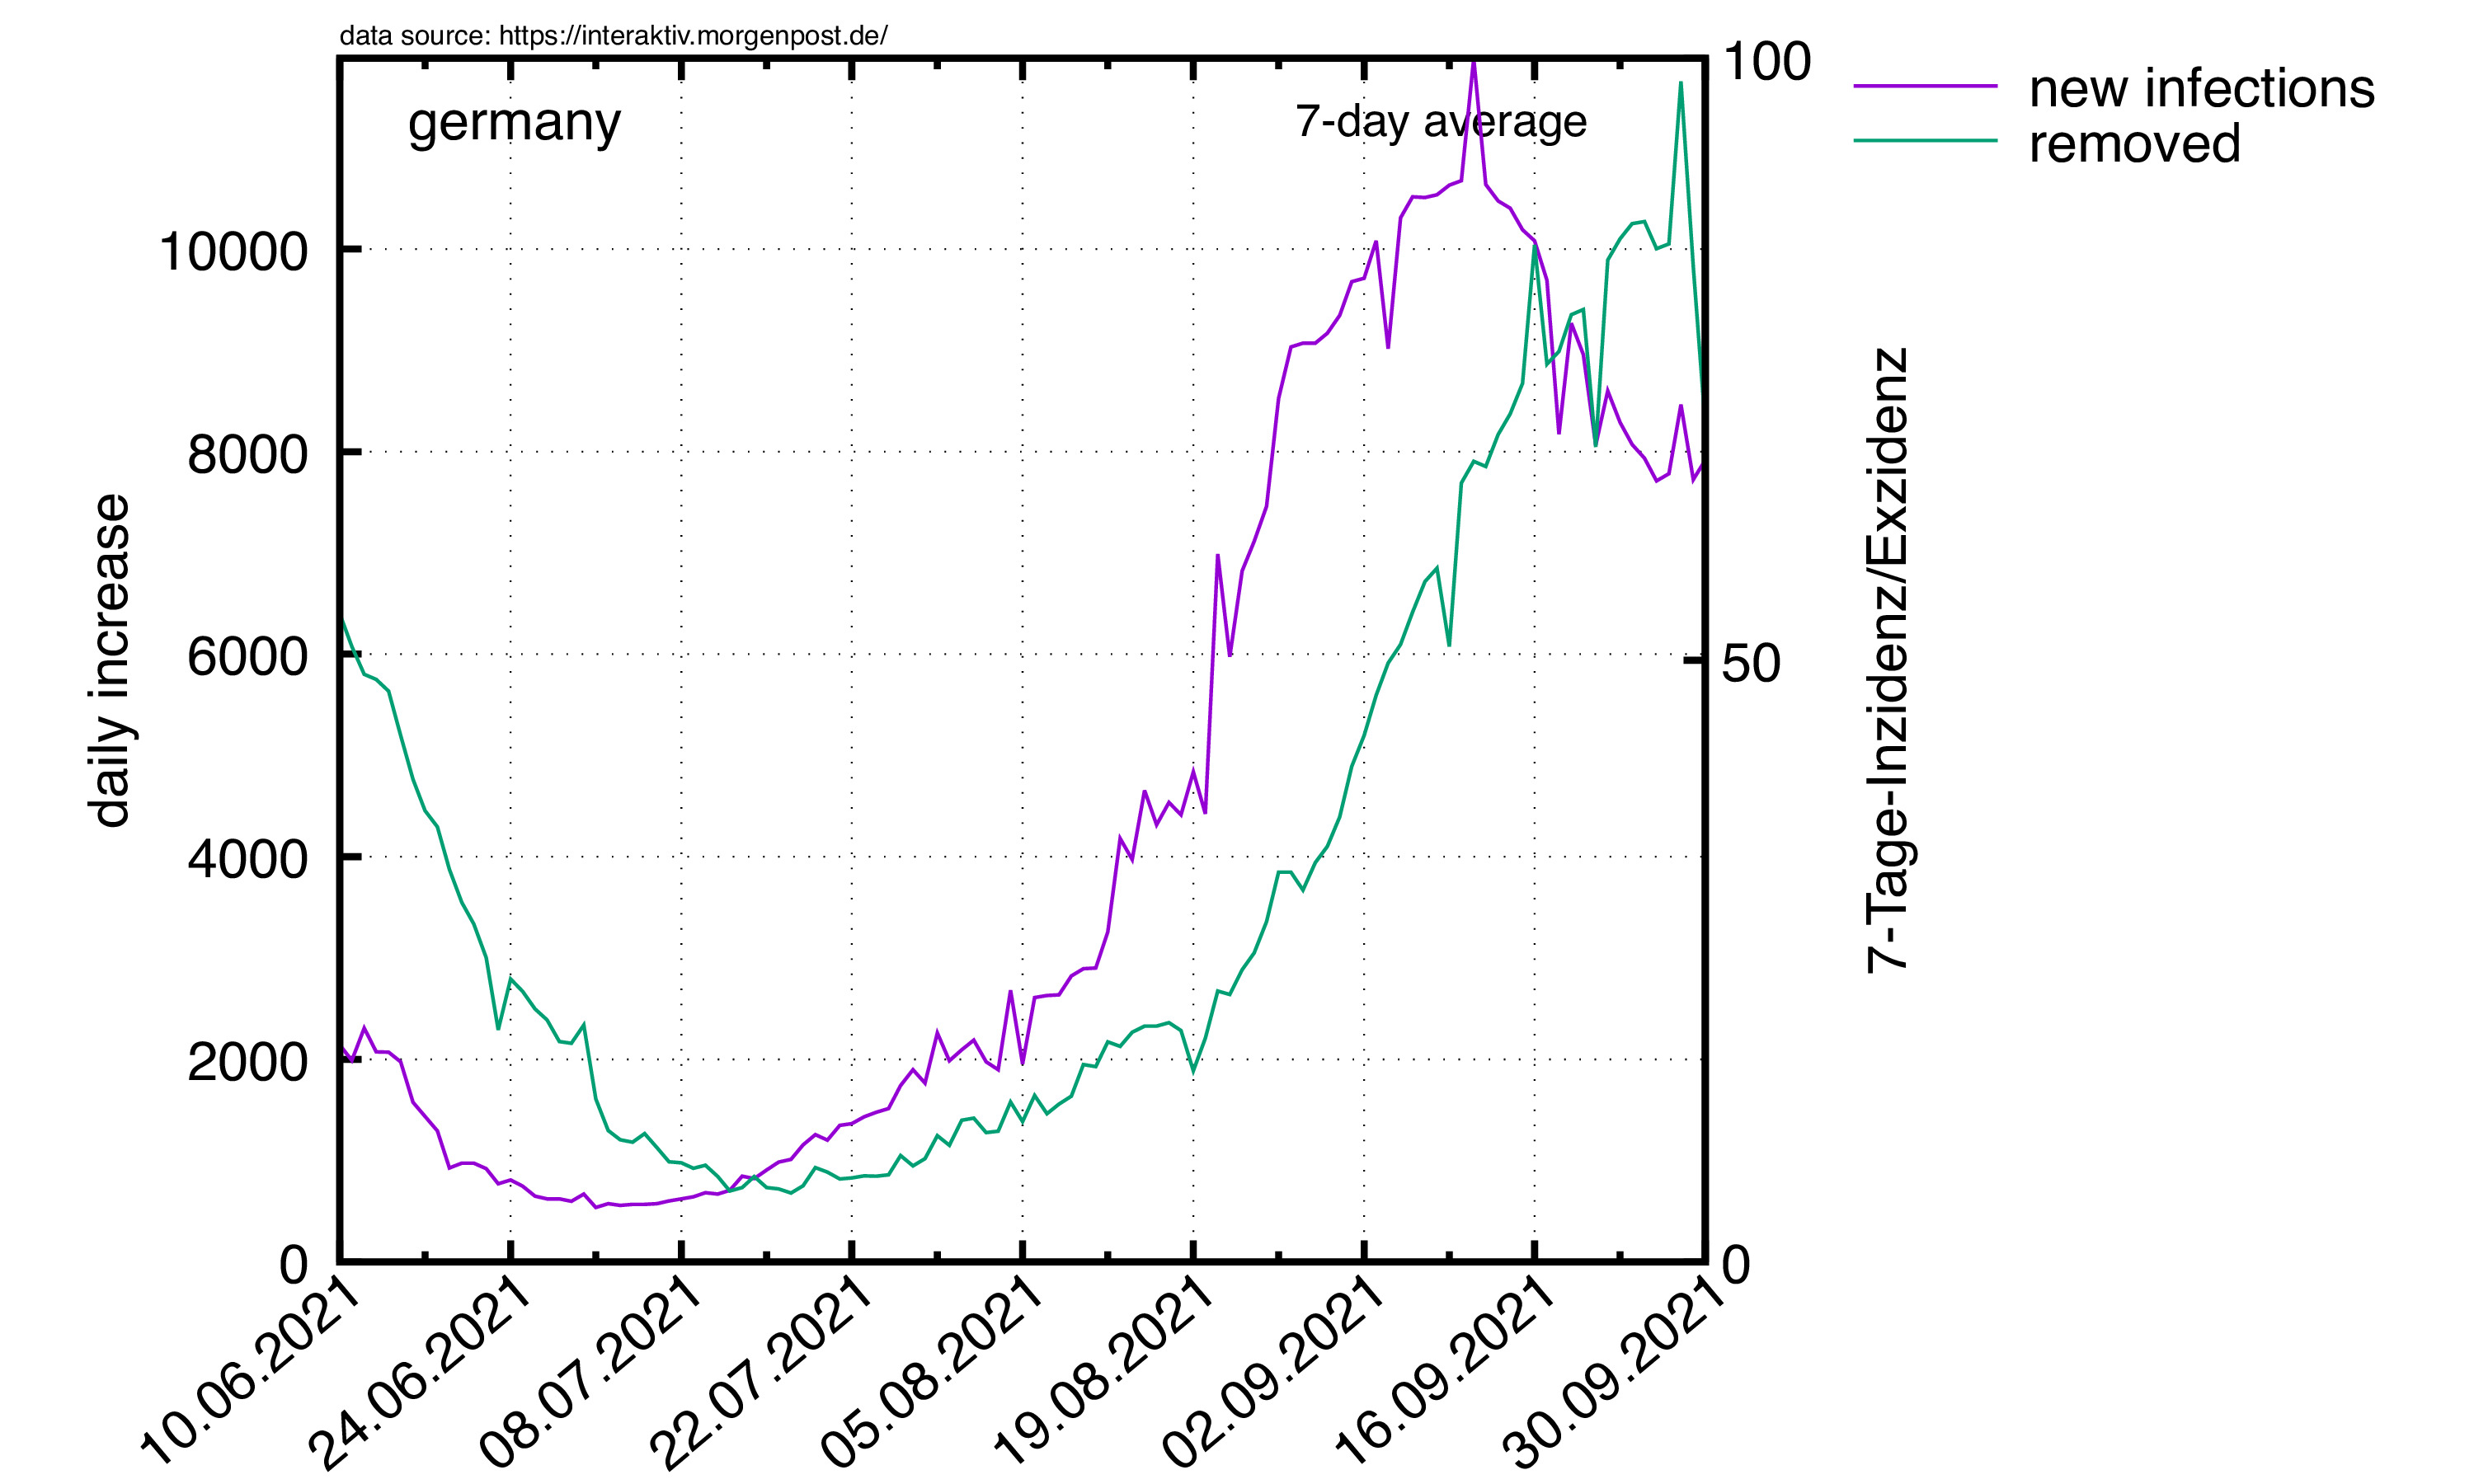 data source: https://interaktiv.morgenpost.de/
germany
7-day average
new infections
removed
daily increase
10000
8000
6000
4000
2000
0
100
50
0
7-Tage-Inzidenz/Exzidenz
10.06.2021
24.06.2021
08.07.2021
22.07.2021
05.08.2021
19.08.2021
02.09.2021
16.09.2021
30.09.2021